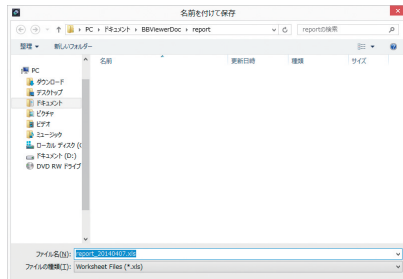 名前を付けて保存
PC ▸ ドキュメント ▸ BBViewerDoc ▸ report
reportの検索
整理 ▼ 新しいフォルダー
名前 更新日時 種類 サイズ
PC
ダウンロード
デスクトップ
ドキュメント
ピクチャ
ビデオ
ミュージック
ローカル ディスク (C
ドキュメント (D:)
DVD RW ドライブ
ファイル名(N): report_20140407.xls
ファイルの種類(T): Worksheet Files (*.xls)